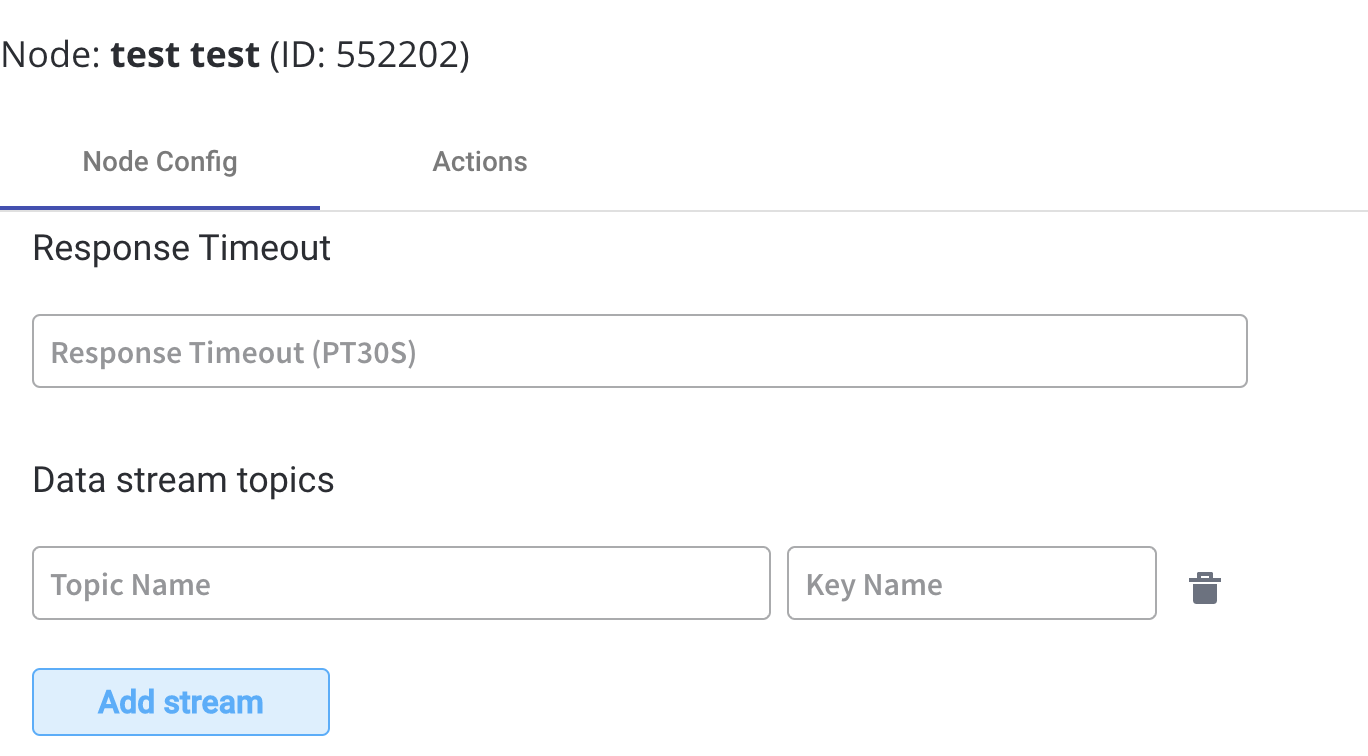 Node: test test (ID: 552202)
Node Config Actions
Response Timeout
Response Timeout (PT30S)
Data stream topics
Topic Name Key Name
Add stream